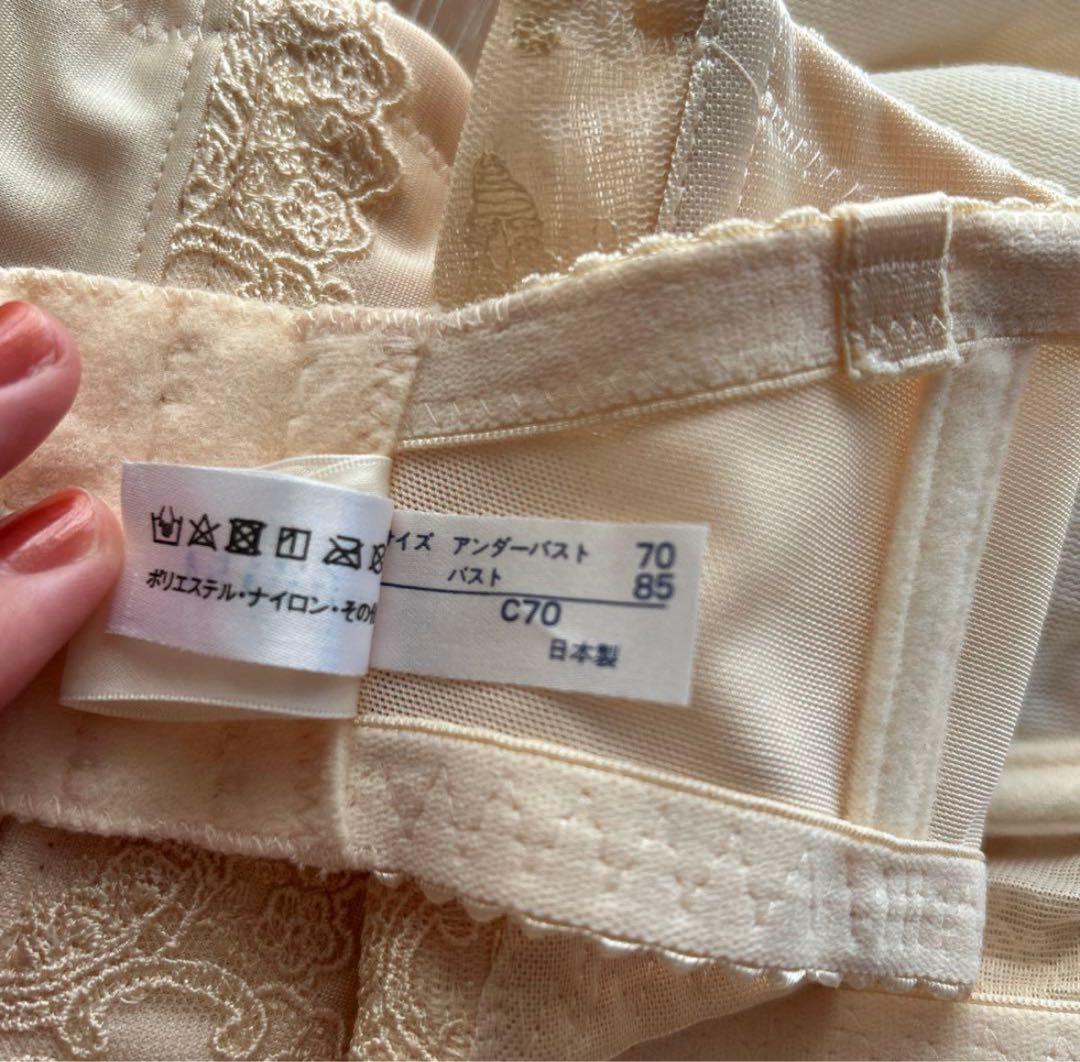 ポリエステル・ナイロン・その
イズ アンダーバスト 70
バスト 85
C70
日本製